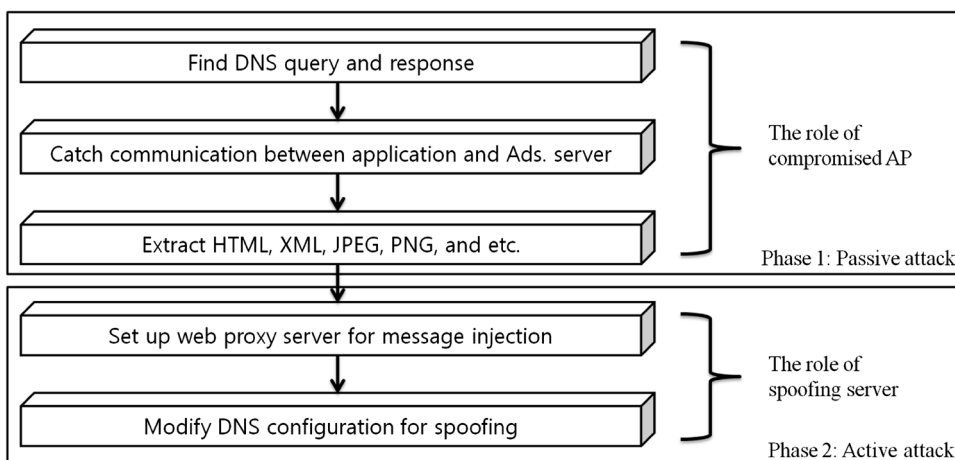 Find DNS query and response
Catch communication between application and Ads. server
The role of
compromised AP
Extract HTML, XML, JPEG, PNG, and etc.
Phase 1: Passive attack
Set up web proxy server for message injection
The role of
spoofing server
Modify DNS configuration for spoofing
Phase 2: Active attack